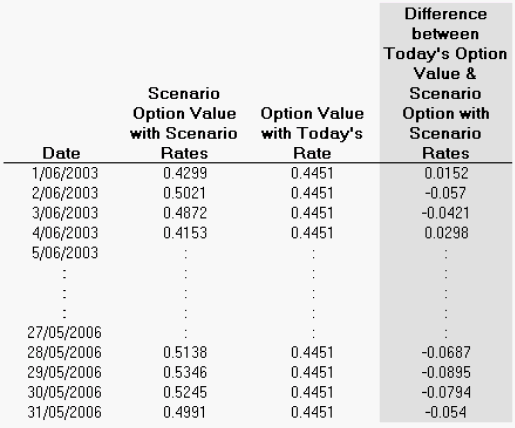 Difference
between
Today's Option
Value &
Scenario Scenario
Option Value Option Value Option with
with Scenario with Today's Scenario
Date Rates Rate Rates
1/06/2003 0.4299 0.4451 0.0152
2/06/2003 0.5021 0.4451 -0.057
3/06/2003 0.4872 0.4451 -0.0421
4/06/2003 0.4153 0.4451 0.0298
5/06/2003 : : :
: : : :
: : : :
: : : :
27/05/2006 : : :
28/05/2006 0.5138 0.4451 -0.0687
29/05/2006 0.5346 0.4451 -0.0895
30/05/2006 0.5245 0.4451 -0.0794
31/05/2006 0.4991 0.4451 -0.054